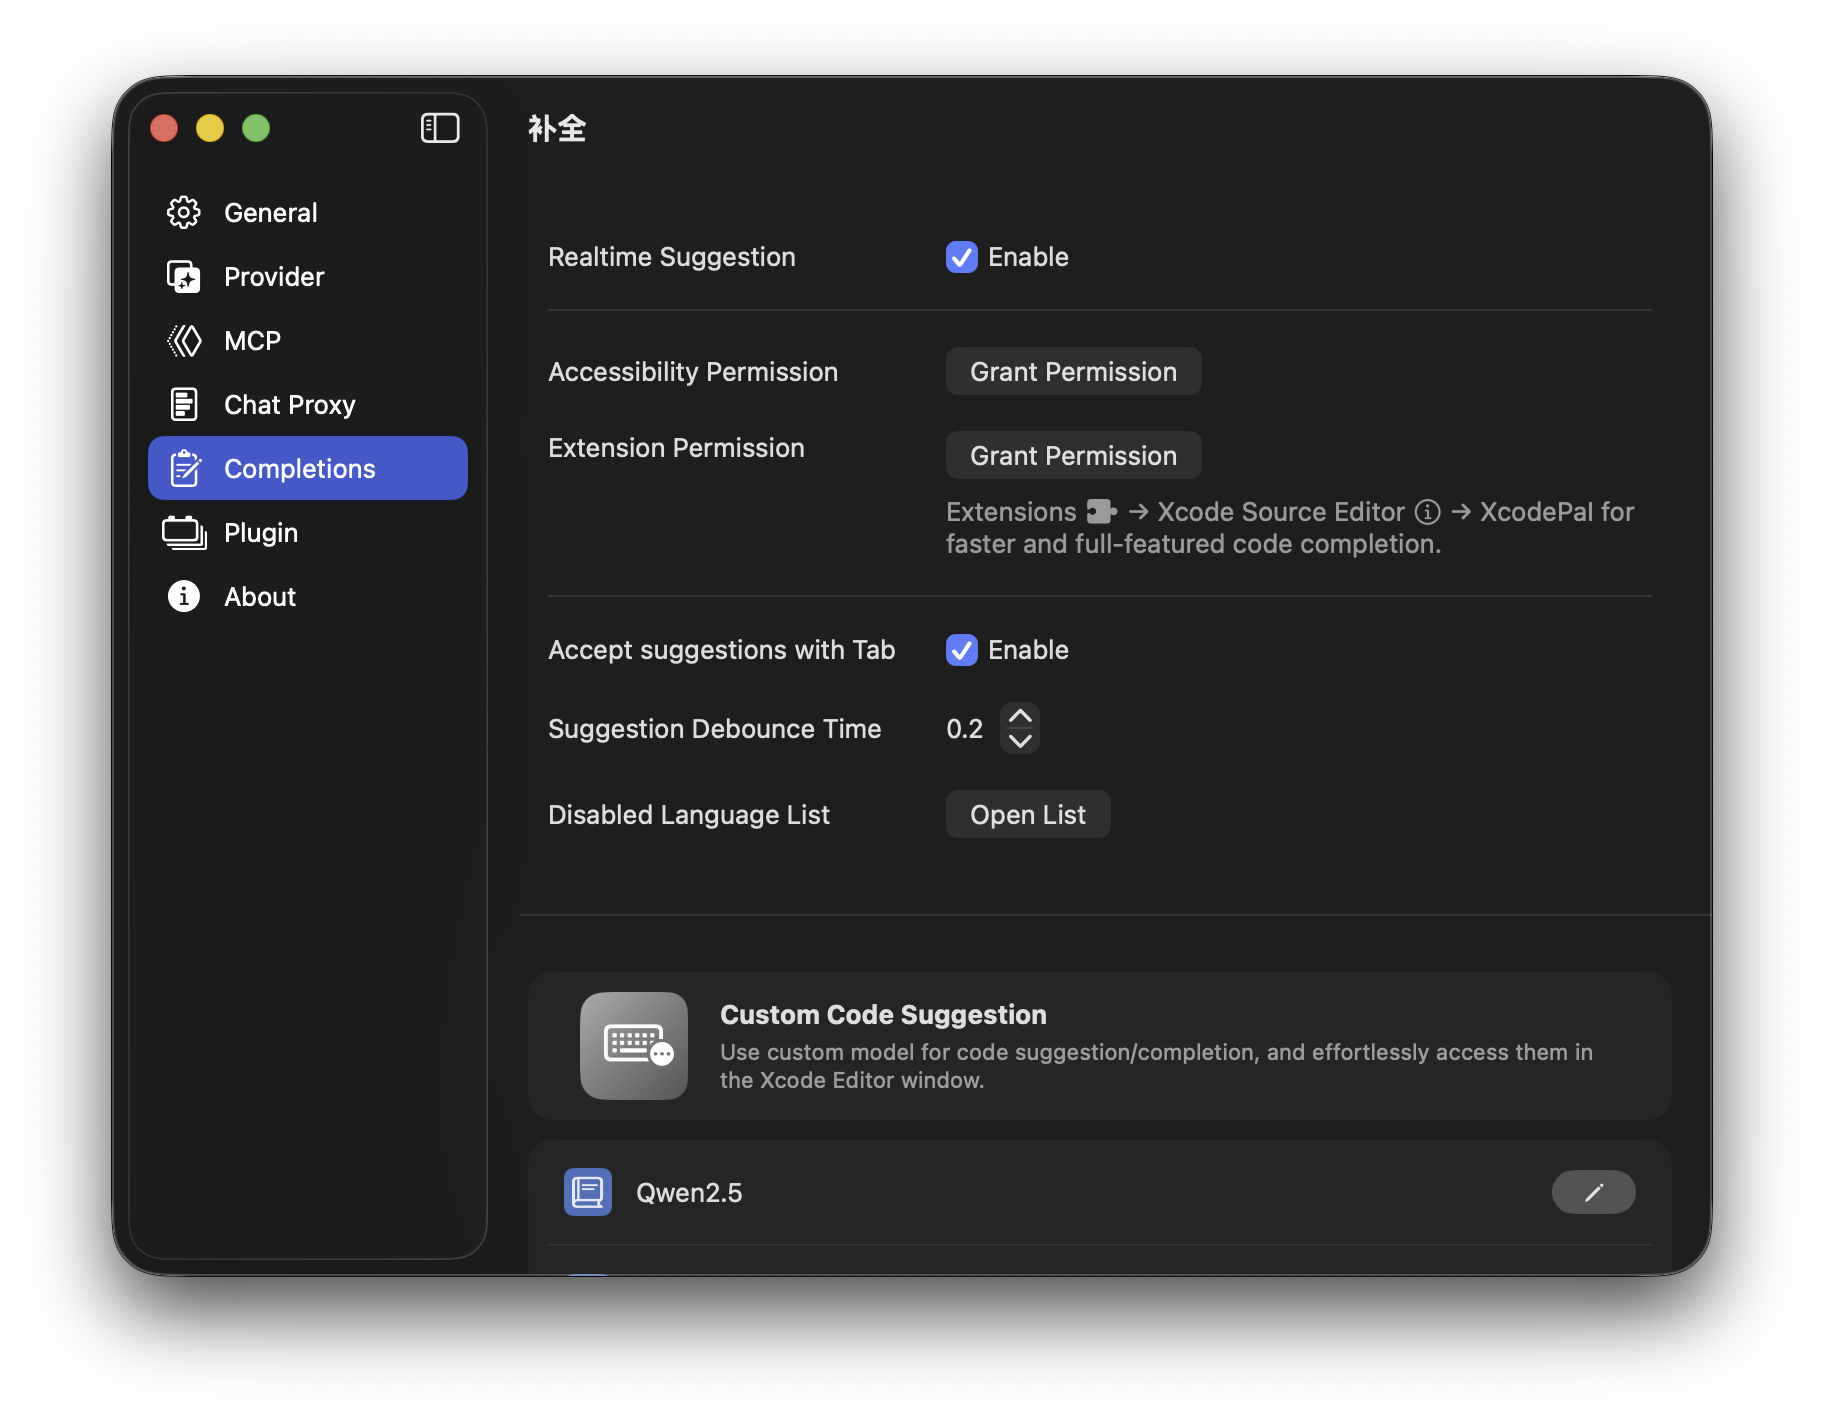 补全
General
Provider
MCP
Chat Proxy
Completions
Plugin
About
Realtime Suggestion
Enable
Accessibility Permission
Grant Permission
Extension Permission
Grant Permission
Extensions → Xcode Source Editor → XcodePal for
faster and full-featured code completion.
Accept suggestions with Tab
Enable
Suggestion Debounce Time
0.2
Disabled Language List
Open List
Custom Code Suggestion
Use custom model for code suggestion/completion, and effortlessly access them in
the Xcode Editor window.
Qwen2.5